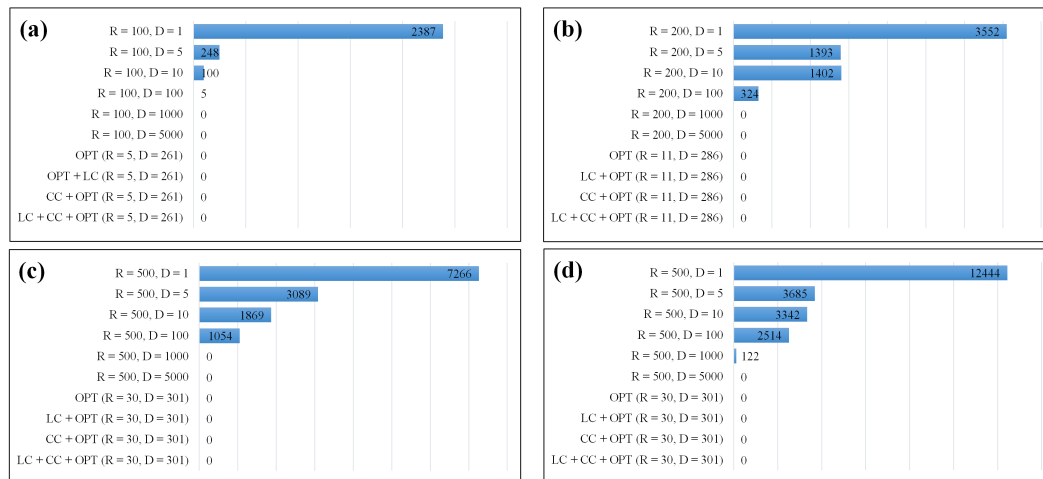 (a)
R = 100, D = 1 2387
R = 100, D = 5 248
R = 100, D = 10 100
R = 100, D = 100 5
R = 100, D = 1000 0
R = 100, D = 5000 0
OPT (R = 5, D = 261) 0
OPT + LC (R = 5, D = 261) 0
CC + OPT (R = 5, D = 261) 0
LC + CC + OPT (R = 5, D = 261) 0
(b)
R = 200, D = 1 3552
R = 200, D = 5 1393
R = 200, D = 10 1402
R = 200, D = 100 324
R = 200, D = 1000 0
R = 200, D = 5000 0
OPT (R = 11, D = 286) 0
LC + OPT (R = 11, D = 286) 0
CC + OPT (R = 11, D = 286) 0
LC + CC + OPT (R = 11, D = 286) 0
(c)
R = 500, D = 1 7266
R = 500, D = 5 3089
R = 500, D = 10 1869
R = 500, D = 100 1054
R = 500, D = 1000 0
R = 500, D = 5000 0
OPT (R = 30, D = 301) 0
LC + OPT (R = 30, D = 301) 0
CC + OPT (R = 30, D = 301) 0
LC + CC + OPT (R = 30, D = 301) 0
(d)
R = 500, D = 1 12444
R = 500, D = 5 3685
R = 500, D = 10 3342
R = 500, D = 100 2514
R = 500, D = 1000 122
R = 500, D = 5000 0
OPT (R = 30, D = 301) 0
LC + OPT (R = 30, D = 301) 0
CC + OPT (R = 30, D = 301) 0
LC + CC + OPT (R = 30, D = 301) 0